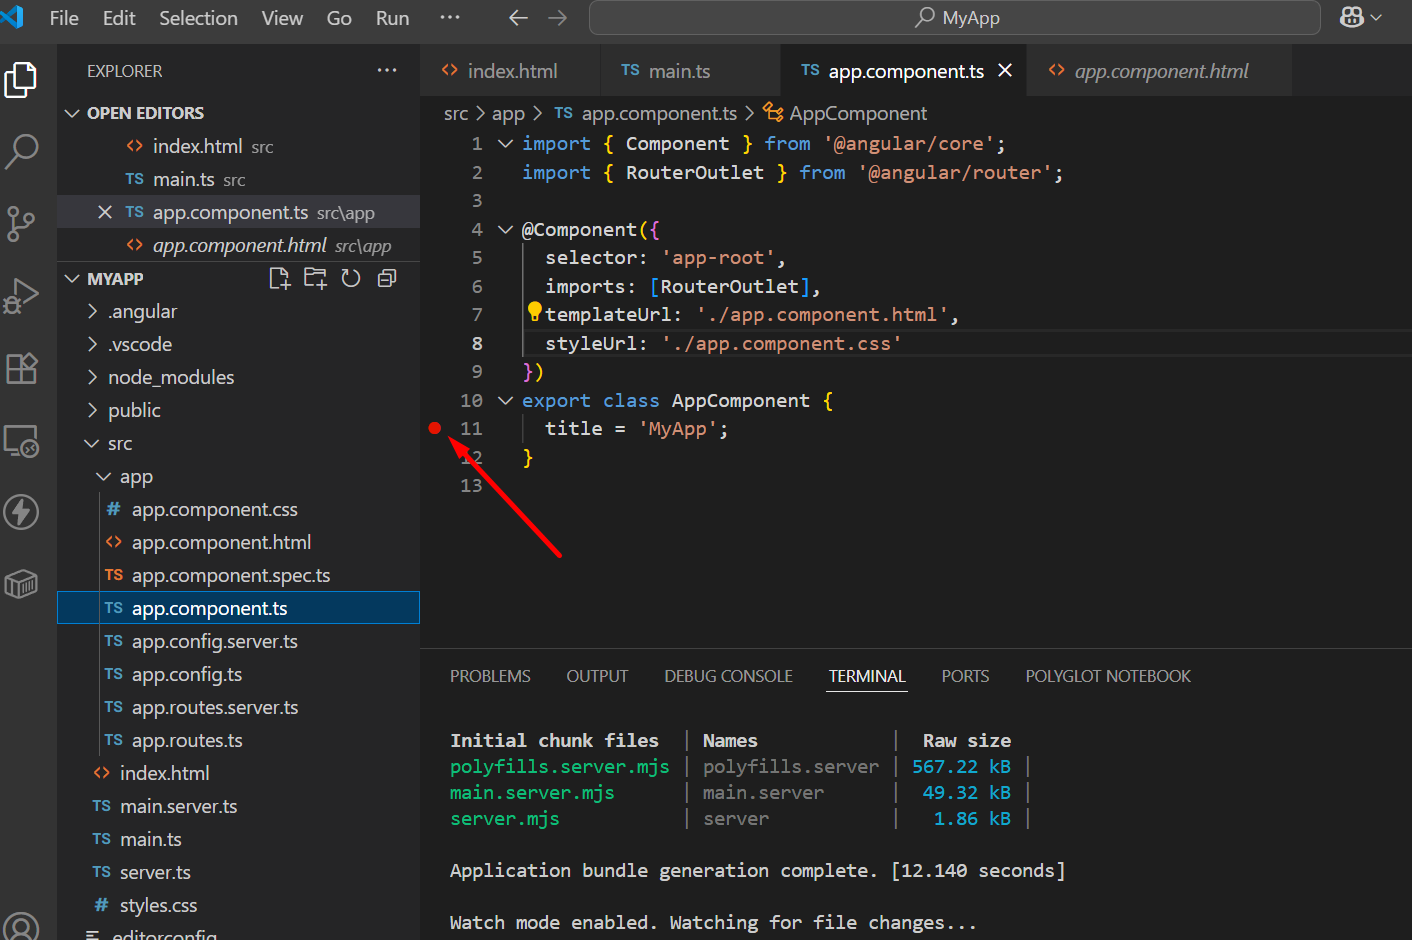 File Edit Selection View Go Run ··· MyApp
EXPLORER ···
OPEN EDITORS
index.html src
TS main.ts src
TS app.component.ts src\app
app.component.html src\app
MYAPP
.angular
.vscode
node_modules
public
src
app
# app.component.css
<> app.component.html
TS app.component.spec.ts
TS app.component.ts
TS app.config.server.ts
TS app.config.ts
TS app.routes.server.ts
TS app.routes.ts
<> index.html
TS main.server.ts
TS main.ts
TS server.ts
# styles.css
.editorconfig
<> index.html TS main.ts TS app.component.ts <> app.component.html
src > app > TS app.component.ts > AppComponent
1 import { Component } from '@angular/core';
2 import { RouterOutlet } from '@angular/router';
3
4 @Component({
5 selector: 'app-root',
6 imports: [RouterOutlet],
7 templateUrl: './app.component.html',
8 styleUrl: './app.component.css'
9 })
10 export class AppComponent {
11 title = 'MyApp';
12 }
13
PROBLEMS OUTPUT DEBUG CONSOLE TERMINAL PORTS POLYGLOT NOTEBOOK
Initial chunk files | Names | Raw size
polyfills.server.mjs | polyfills.server | 567.22 kB |
main.server.mjs | main.server | 49.32 kB |
server.mjs | server | 1.86 kB |
Application bundle generation complete. [12.140 seconds]
Watch mode enabled. Watching for file changes...